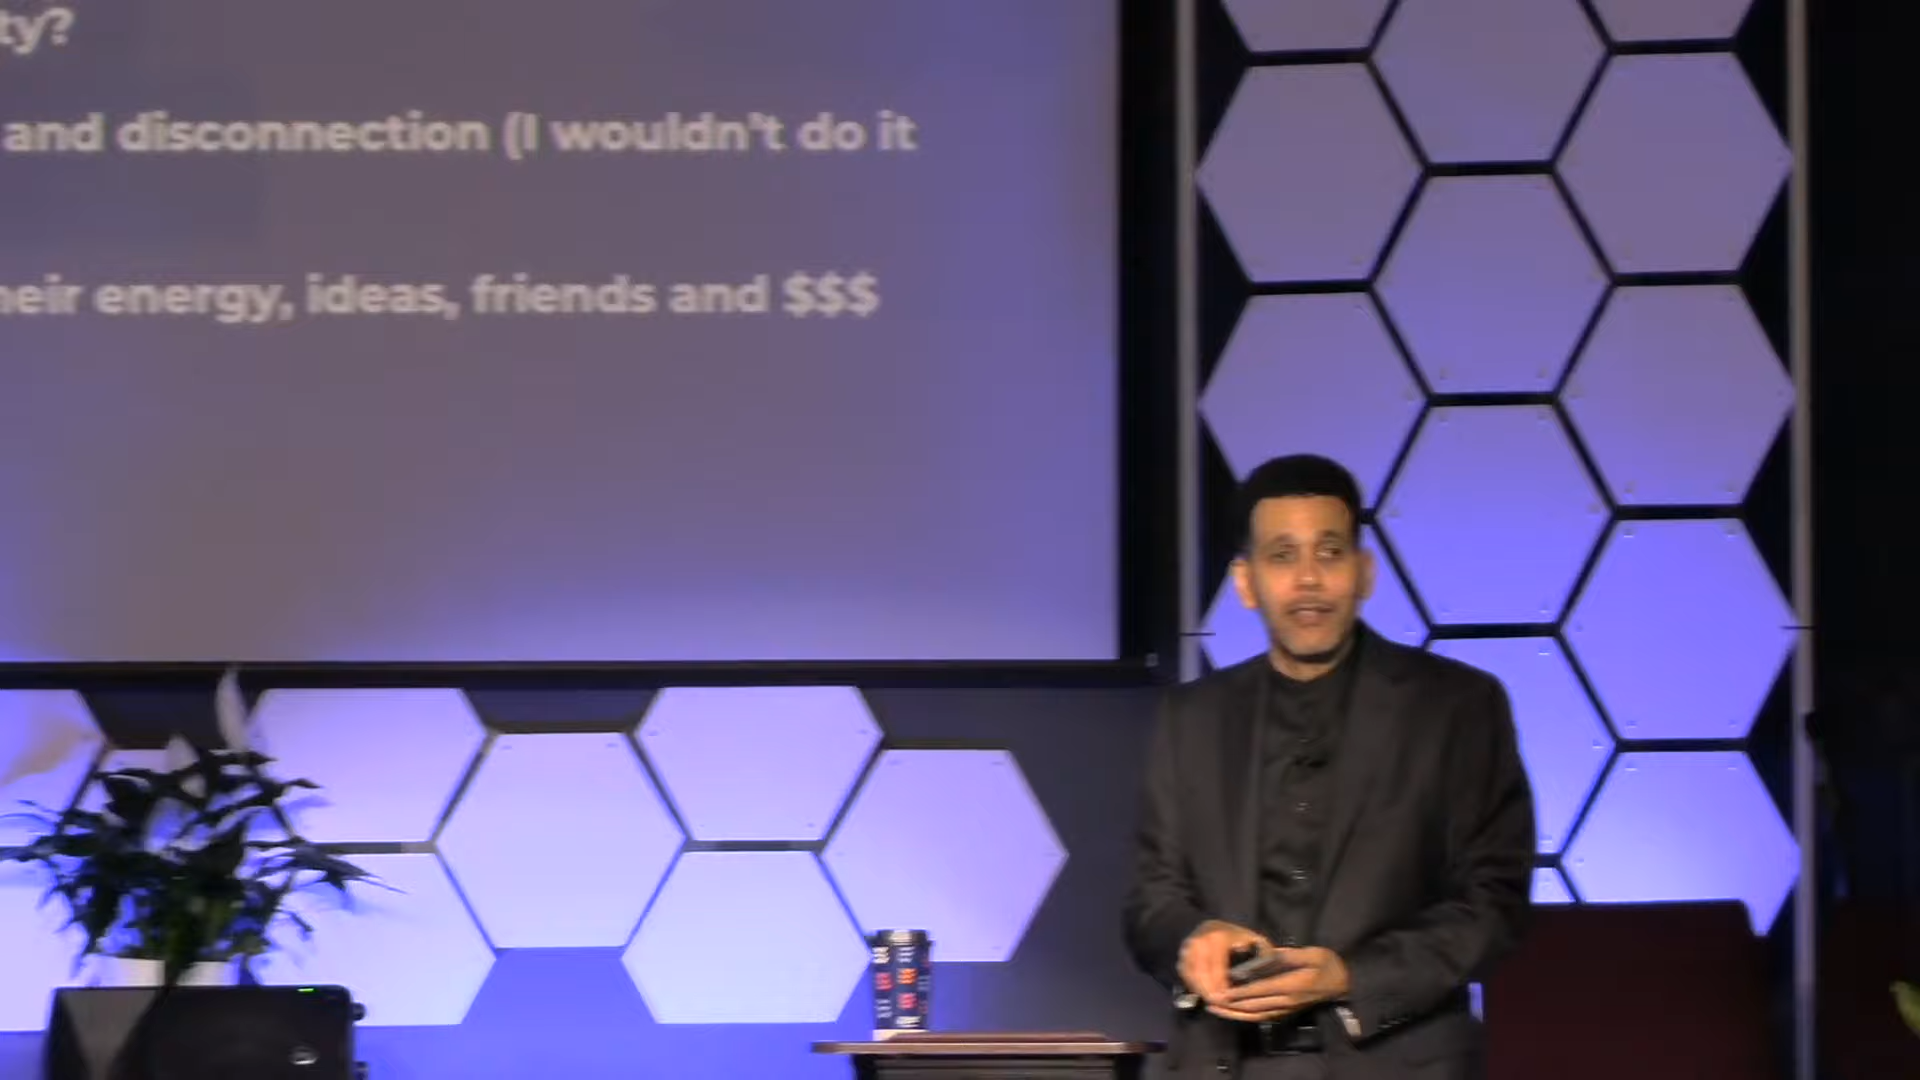 ty?
and disconnection (I wouldn't do it
heir energy, ideas, friends and $$$